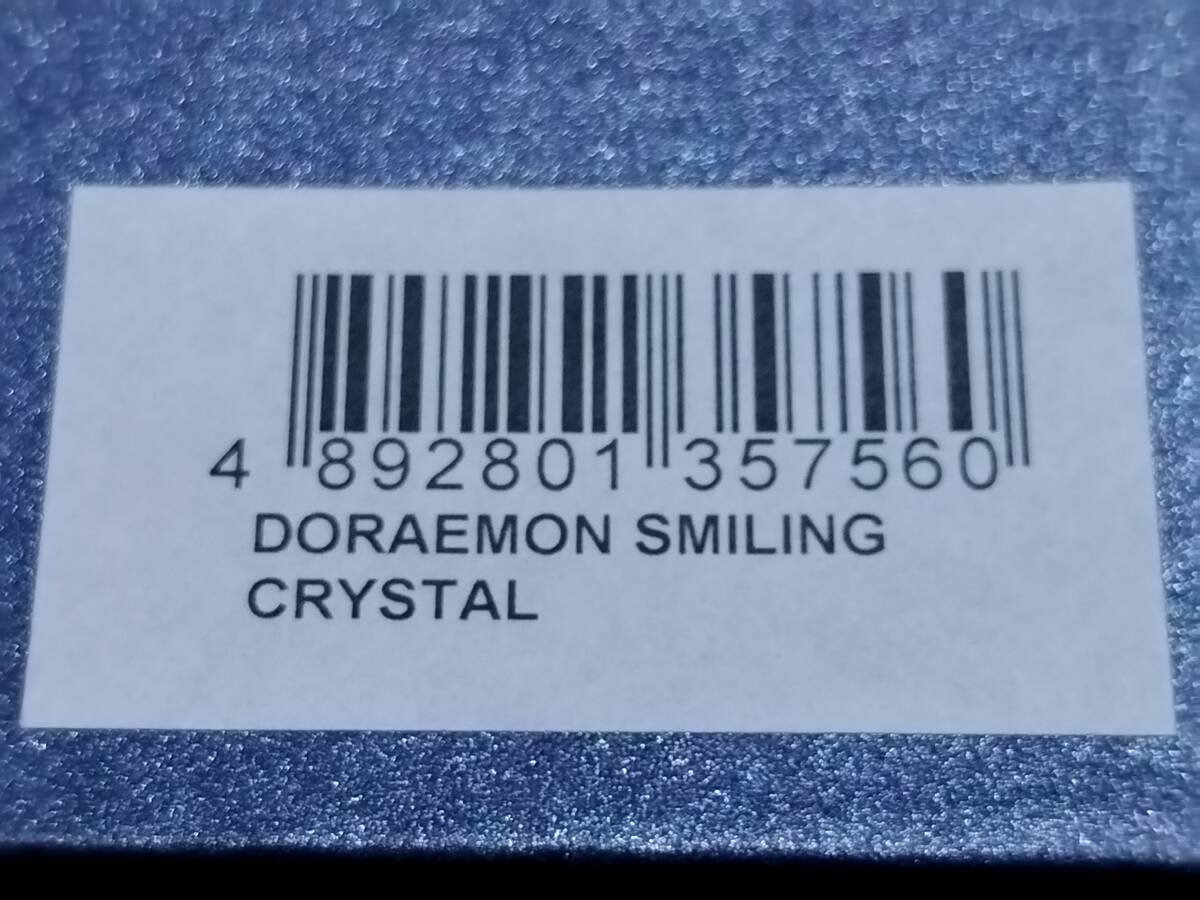 4 892801 357560
DORAEMON SMILING
CRYSTAL